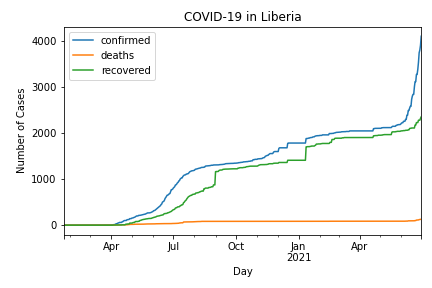 COVID-19 in Liberia
confirmed
deaths
recovered
Number of Cases
4000
3000
2000
1000
0
Apr
Jul
Oct
Jan
2021
Apr
Day